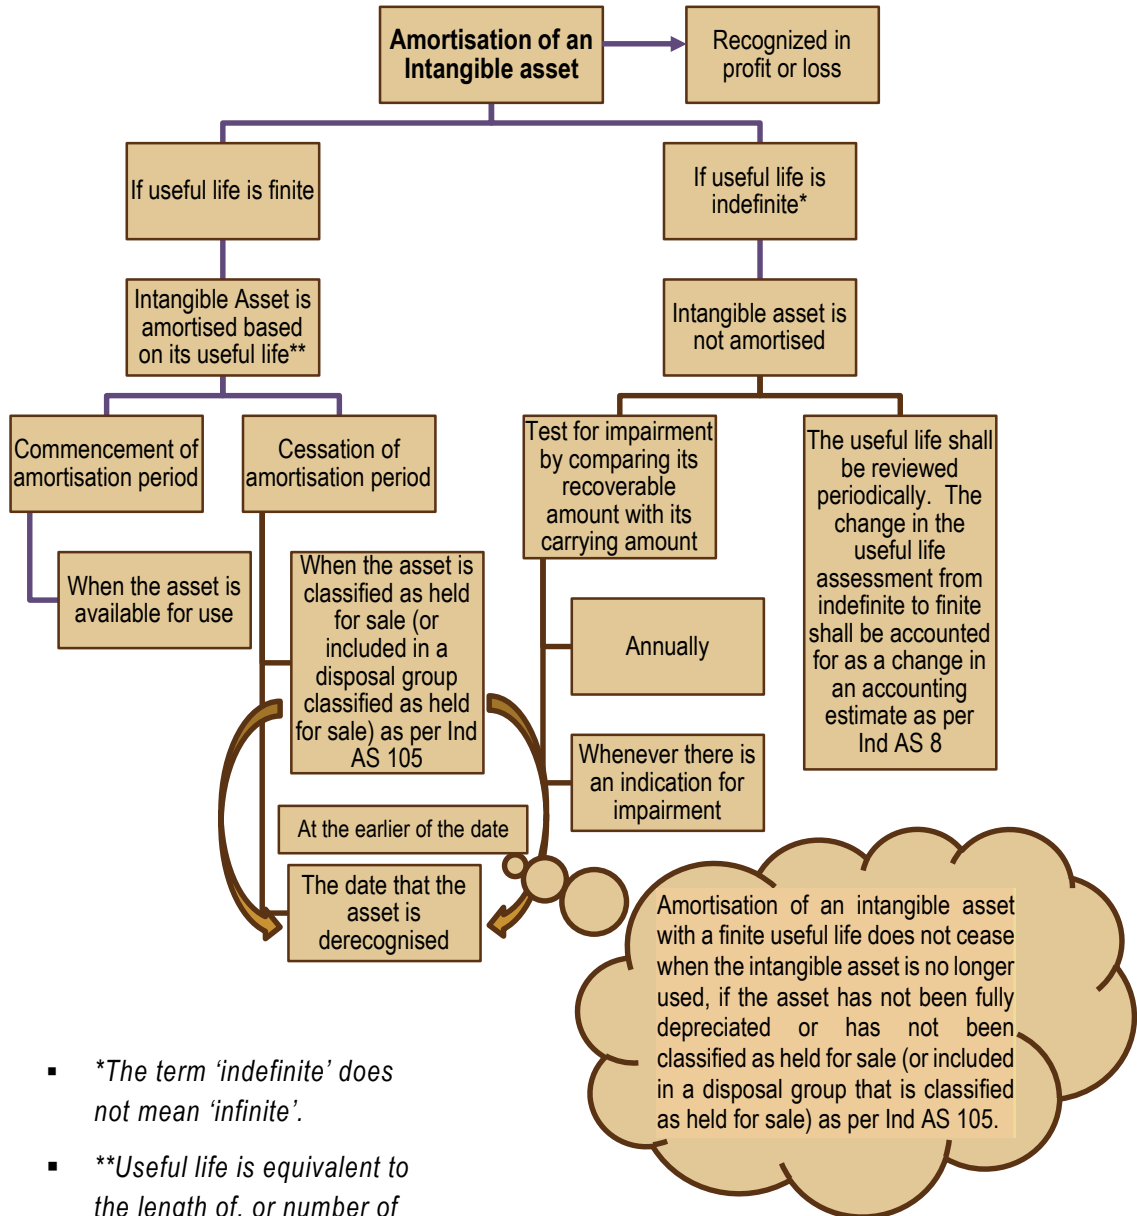 Amortisation of an
Intangible asset
Recognized in
profit or loss
If useful life is finite
If useful life is
indefinite*
Intangible Asset is
amortised based
on its useful life**
Intangible asset is
not amortised
Commencement of
amortisation period
Cessation of
amortisation period
Test for impairment
by comparing its
recoverable
amount with its
carrying amount
The useful life shall
be reviewed
periodically. The
change in the
useful life
assessment from
indefinite to finite
shall be accounted
for as a change in
an accounting
estimate as per
Ind AS 8
When the asset is
available for use
When the asset is
classified as held
for sale (or
included in a
disposal group
classified as held
for sale) as per Ind
AS 105
Annually
Whenever there is
an indication for
impairment
At the earlier of the date
The date that the
asset is
derecognised
Amortisation of an intangible asset
with a finite useful life does not cease
when the intangible asset is no longer
used, if the asset has not been fully
depreciated or has not been
classified as held for sale (or included
in a disposal group that is classified
as held for sale) as per Ind AS 105.
▪ *The term ‘indefinite’ does
not mean ‘infinite’.
▪ **Useful life is equivalent to
the length of, or number of